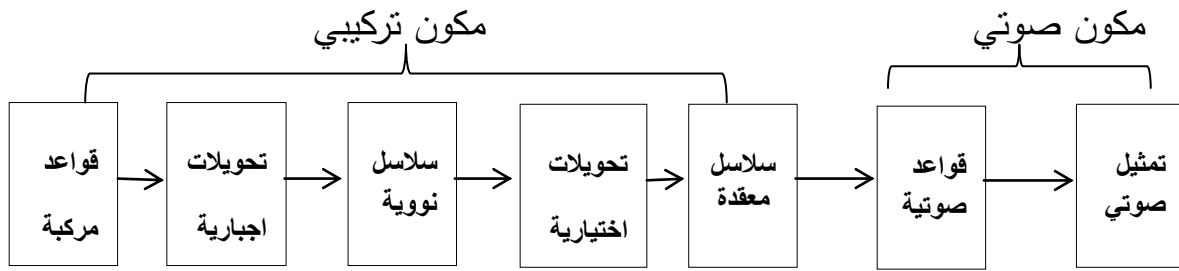 مكون تركيبي
مكون صوتي
قواعد
مركبة
تحويلات
اجبارية
سلاسل
نووية
تحويلات
اختيارية
سلاسل
معقدة
قواعد
صوتية
تمثيل
صوتي